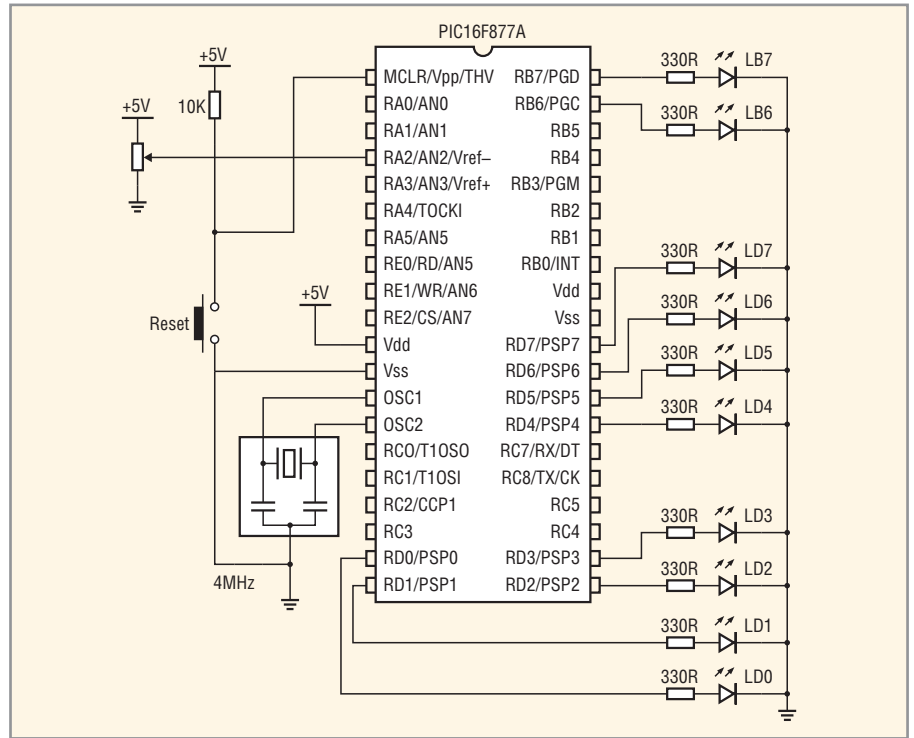 PIC16F877A
+5V
10K
+5V
Reset
+5V
4MHz
MCLR/Vpp/THV
RA0/AN0
RA1/AN1
RA2/AN2/Vref–
RA3/AN3/Vref+
RA4/TOCKI
RA5/AN5
RE0/RD/AN5
RE1/WR/AN6
RE2/CS/AN7
Vdd
Vss
OSC1
OSC2
RCO/T1OSO
RC1/T1OSI
RC2/CCP1
RC3
RD0/PSP0
RD1/PSP1
RB7/PGD
RB6/PGC
RB5
RB4
RB3/PGM
RB2
RB1
RB0/INT
Vdd
Vss
RD7/PSP7
RD6/PSP6
RD5/PSP5
RD4/PSP4
RC7/RX/DT
RC8/TX/CK
RC5
RC4
RD3/PSP3
RD2/PSP2
330R LB7
330R LB6
330R LD7
330R LD6
330R LD5
330R LD4
330R LD3
330R LD2
330R LD1
330R LD0